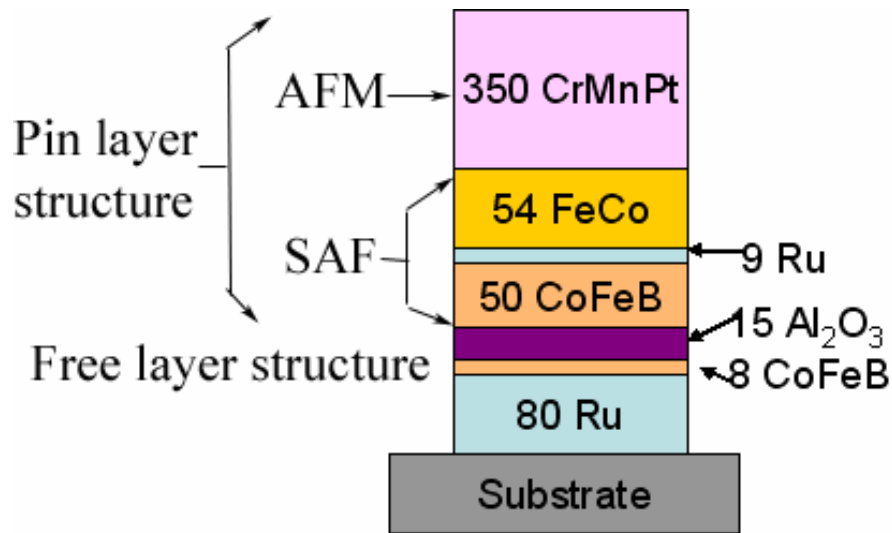 AFM
350 CrMnPt
Pin layer
structure
54 FeCo
SAF
9 Ru
50 CoFeB
15 Al₂O₃
Free layer structure
8 CoFeB
80 Ru
Substrate